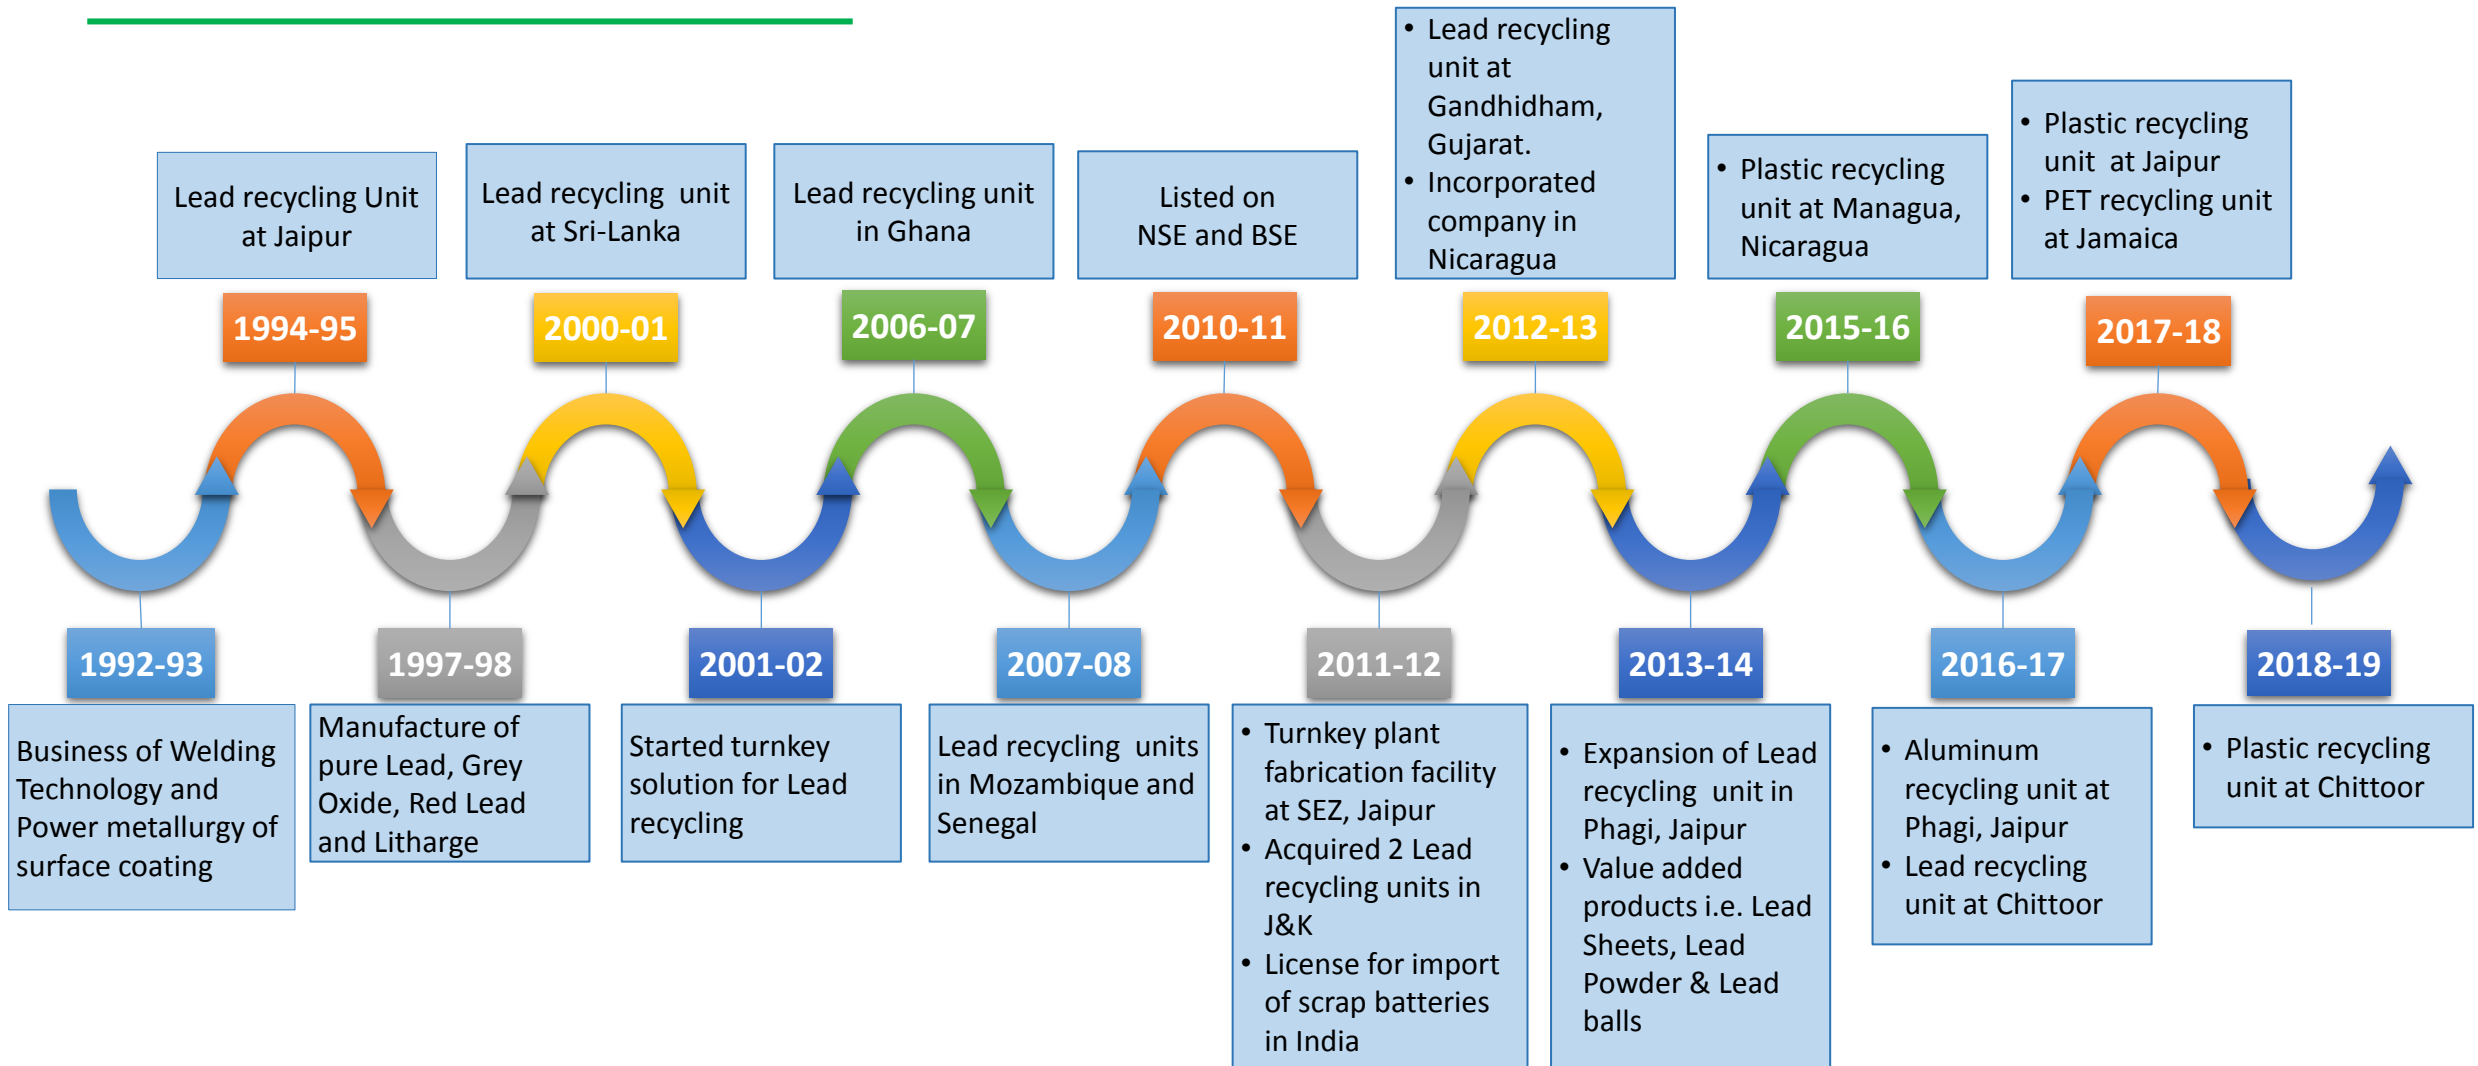 Lead recycling Unit
at Jaipur
Lead recycling unit
at Sri-Lanka
Lead recycling unit
in Ghana
Listed on
NSE and BSE
• Lead recycling
unit at
Gandhidham,
Gujarat.
• Incorporated
company in
Nicaragua
• Plastic recycling
unit at Managua,
Nicaragua
• Plastic recycling
unit at Jaipur
• PET recycling unit
at Jamaica
1994-95
2000-01
2006-07
2010-11
2012-13
2015-16
2017-18
1992-93
1997-98
2001-02
2007-08
2011-12
2013-14
2016-17
2018-19
Business of Welding
Technology and
Power metallurgy of
surface coating
Manufacture of
pure Lead, Grey
Oxide, Red Lead
and Litharge
Started turnkey
solution for Lead
recycling
Lead recycling units
in Mozambique and
Senegal
• Turnkey plant
fabrication facility
at SEZ, Jaipur
• Acquired 2 Lead
recycling units in
J&K
• License for import
of scrap batteries
in India
• Expansion of Lead
recycling unit in
Phagi, Jaipur
• Value added
products i.e. Lead
Sheets, Lead
Powder & Lead
balls
• Aluminum
recycling unit at
Phagi, Jaipur
• Lead recycling
unit at Chittoor
• Plastic recycling
unit at Chittoor